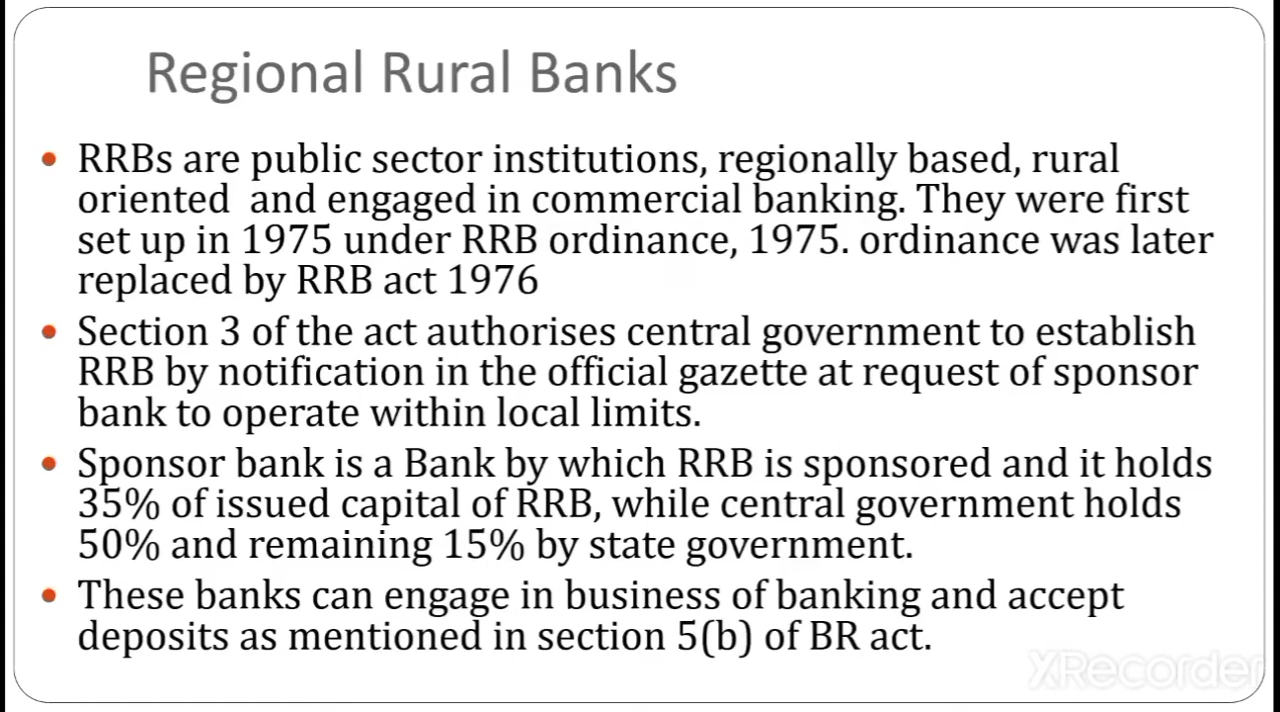 Regional Rural Banks
• RRBs are public sector institutions, regionally based, rural
oriented  and engaged in commercial banking. They were first
set up in 1975 under RRB ordinance, 1975. ordinance was later
replaced by RRB act 1976
• Section 3 of the act authorises central government to establish
RRB by notification in the official gazette at request of sponsor
bank to operate within local limits.
• Sponsor bank is a Bank by which RRB is sponsored and it holds
35% of issued capital of RRB, while central government holds
50% and remaining 15% by state government.
• These banks can engage in business of banking and accept
deposits as mentioned in section 5(b) of BR act.
XRecorder